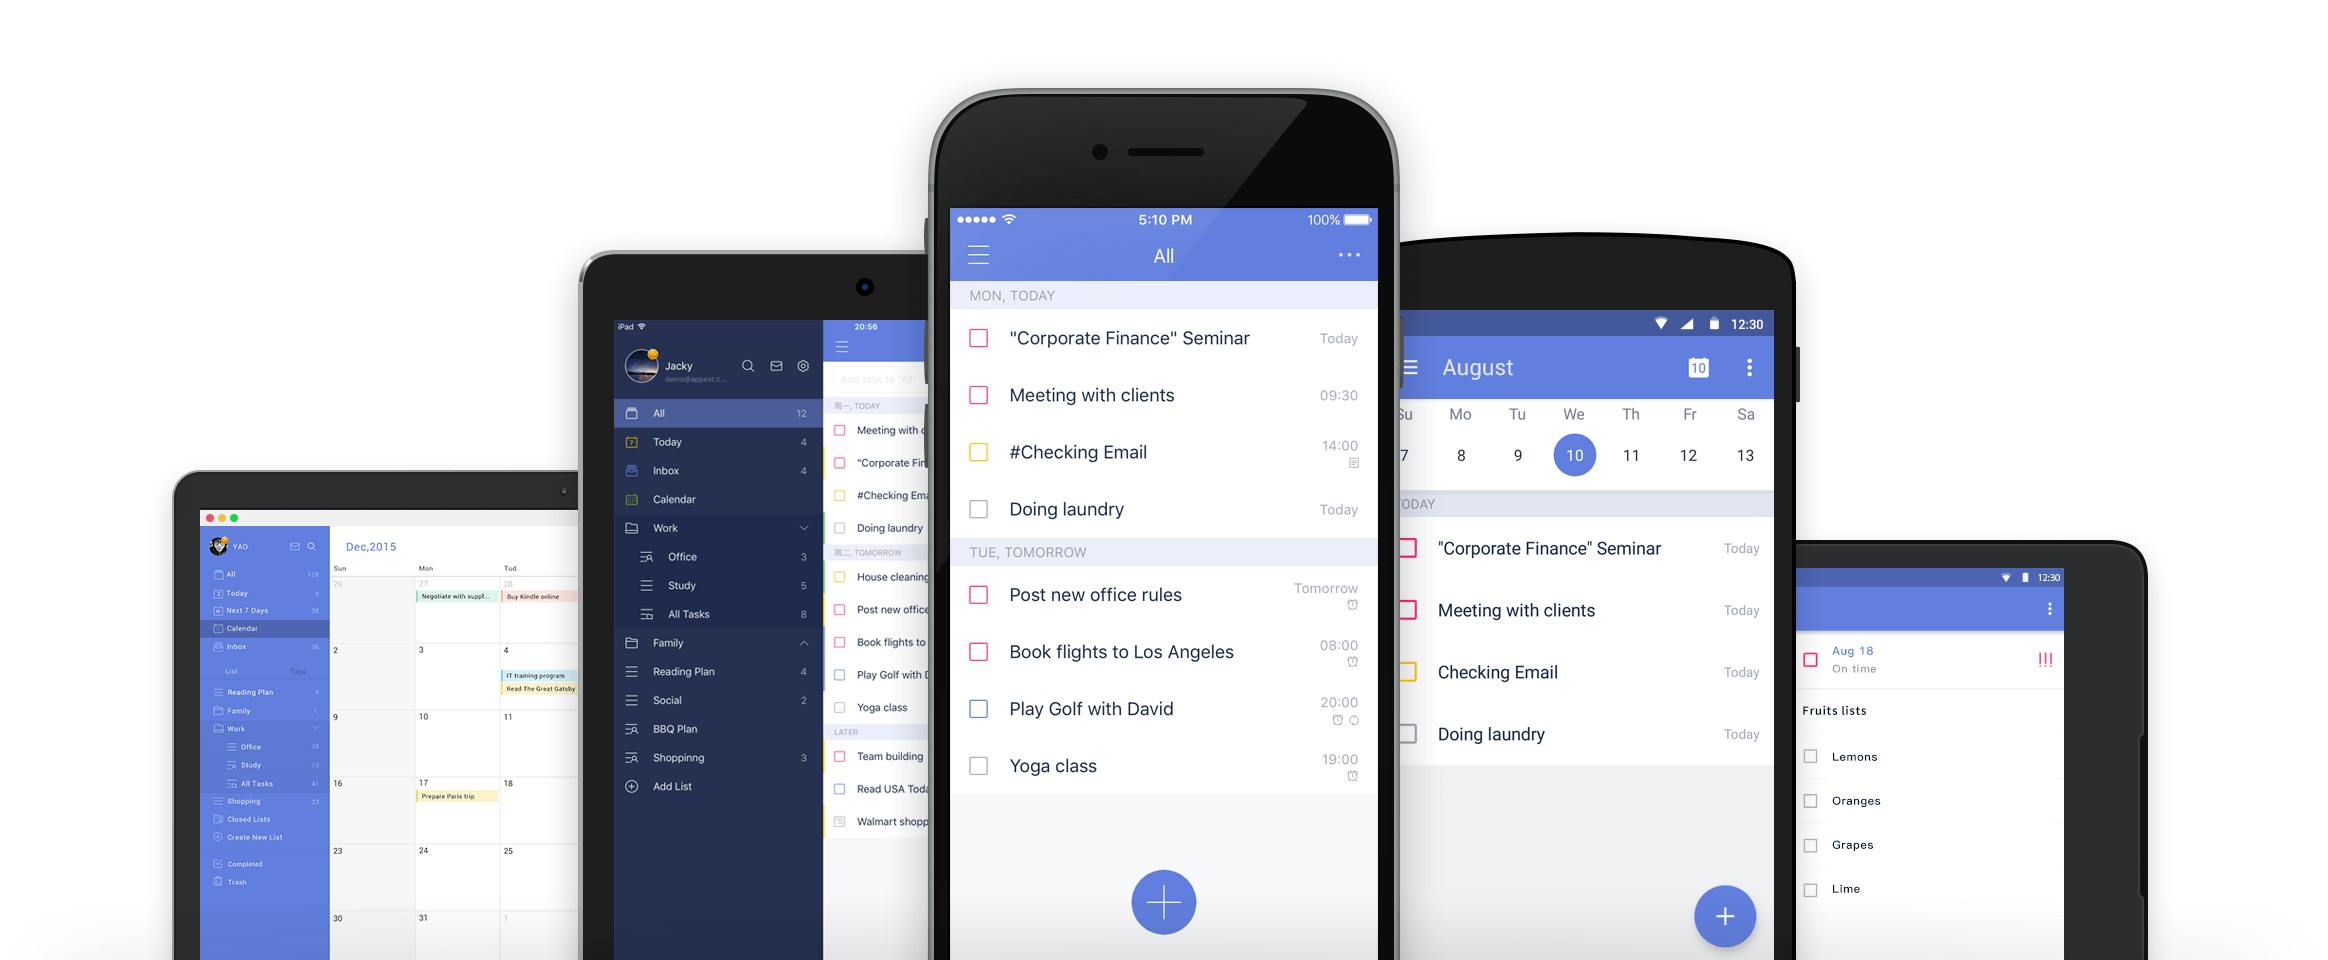 YAO
All 129
Today 9
Next 7 Days 28
Calendar
Inbox 36
List Tags
Reading Plan 8
Family
Work
Office 28
Study 13
All Tasks 41
Shopping 23
Closed Lists
Create New List
Completed
Trash
Dec,2015
Sun Mon Tud
26 27 28
Negotiate with suppl... Buy Kindle online
2 3 4
IT training program
Read The Great Gatsby
9 10 11
16 17 18
Prepare Paris trip
23 24 25
30 31 1
iPad
Jacky
demo@appest.c...
All 12
7
Today 4
Inbox 4
Calendar
Work
Office 3
Study 5
All Tasks 8
Family
Reading Plan 4
Social 2
BBQ Plan
Shoppinng 3
Add List
20:56
Add task to "All"
周一, TODAY
Meeting with c
"Corporate Fin
#Checking Ema
Doing laundry
周二, TOMORROW
House cleaning
Post new office
Book flights to
Play Golf with D
Yoga class
LATER
Team building
Read USA Toda
Walmart shopp
5:10 PM 100%
All
MON, TODAY
"Corporate Finance" Seminar Today
Meeting with clients 09:30
#Checking Email 14:00
Doing laundry Today
TUE, TOMORROW
Post new office rules Tomorrow
Book flights to Los Angeles 08:00
Play Golf with David 20:00
Yoga class 19:00
12:30
August 10
Su Mo Tu We Th Fr Sa
7 8 9 10 11 12 13
TODAY
"Corporate Finance" Seminar Today
Meeting with clients Today
Checking Email Today
Doing laundry Today
12:30
Aug 18
On time
!!!
Fruits lists
Lemons
Oranges
Grapes
Lime